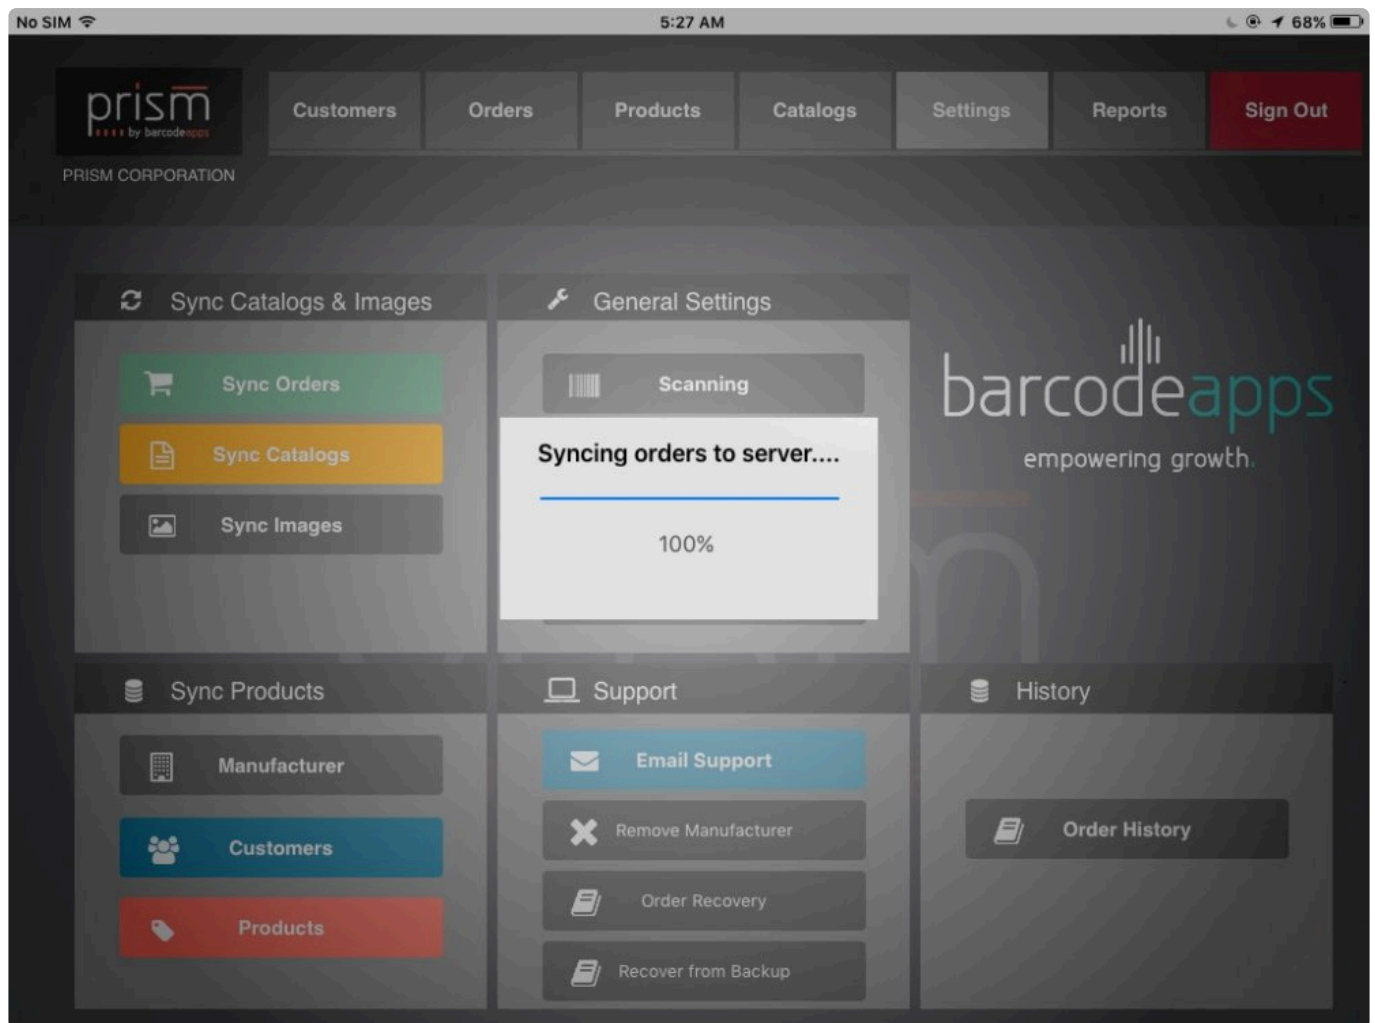 No SIM
5:27 AM
68%
prism
by barcodeapps
Customers
Orders
Products
Catalogs
Settings
Reports
Sign Out
PRISM CORPORATION
Sync Catalogs & Images
General Settings
Sync Orders
Scanning
barcodeapps
empowering growth.
Sync Catalogs
Sync Images
Syncing orders to server....
100%
Sync Products
Support
History
Manufacturer
Email Support
Customers
Remove Manufacturer
Order History
Products
Order Recovery
Recover from Backup